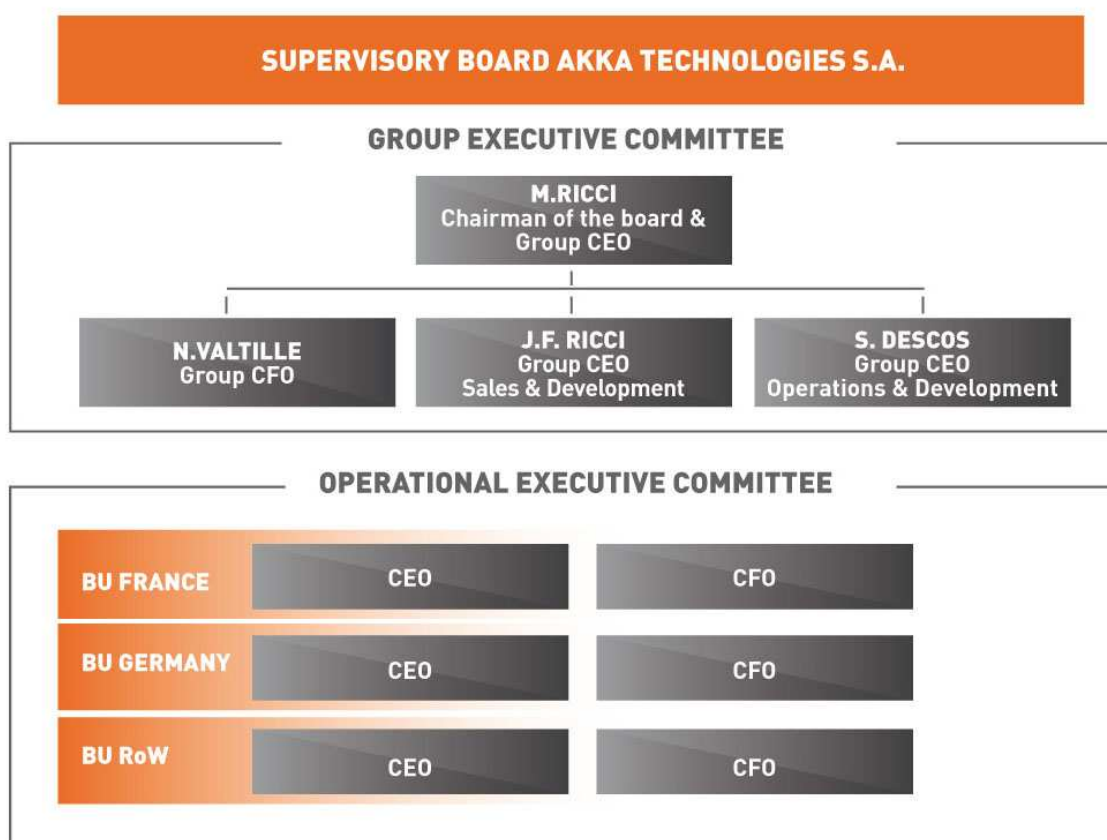 SUPERVISORY BOARD AKKA TECHNOLOGIES S.A.
GROUP EXECUTIVE COMMITTEE
M.RICCI
Chairman of the board &
Group CEO
N.VALTILLE
Group CFO
J.F. RICCI
Group CEO
Sales & Development
S. DESCOS
Group CEO
Operations & Development
OPERATIONAL EXECUTIVE COMMITTEE
BU FRANCE
CEO
CFO
BU GERMANY
CEO
CFO
BU RoW
CEO
CFO